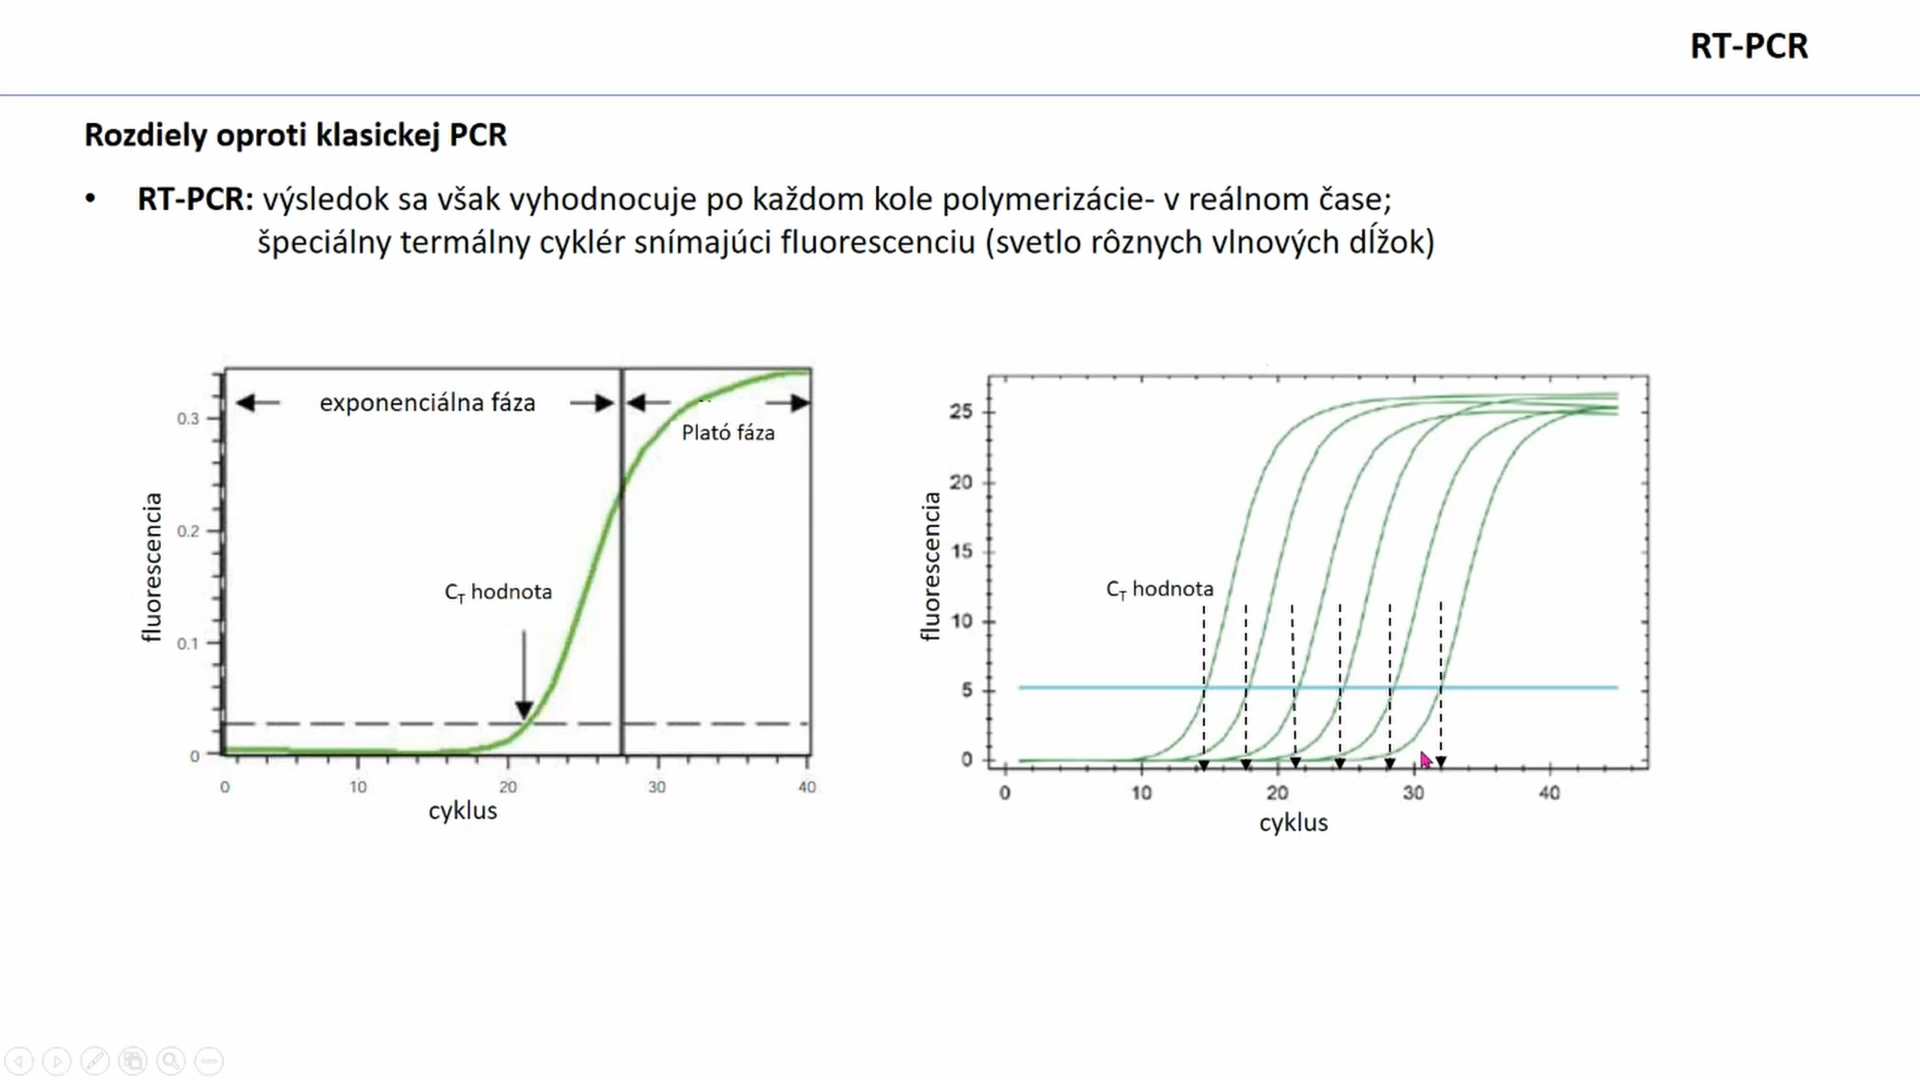 RT-PCR
Rozdiely oproti klasickej PCR
• RT-PCR: výsledok sa však vyhodnocuje po každom kole polymerizácie- v reálnom čase;
špeciálny termálny cyklér snímajúci fluorescenciu (svetlo rôznych vlnových dĺžok)
exponenciálna fáza
Plató fáza
C_T hodnota
fluorescencia
0.3
0.2
0.1
0
0 10 20 30 40
cyklus
C_T hodnota
fluorescencia
25
20
15
10
5
0
0 10 20 30 40
cyklus